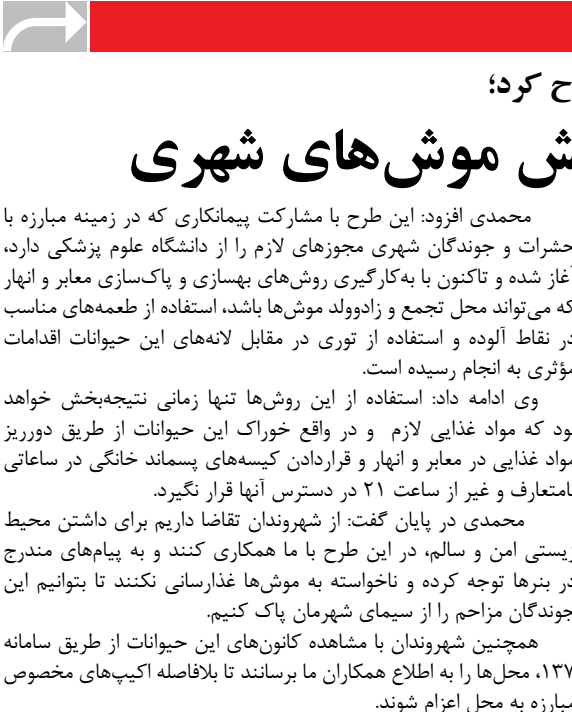 ح کرد؛
ش موش‌های شهری
محمدی افزود: این طرح با مشارکت پیمانکاری که در زمینه مبارزه با
حشرات و جوندگان شهری مجوزهای لازم را از دانشگاه علوم پزشکی دارد،
آغاز شده و تاکنون با به‌کارگیری روش‌های بهسازی و پاک‌سازی معابر و انهار
که می‌تواند محل تجمع و زادوولد موش‌ها باشد، استفاده از طعمه‌های مناسب
در نقاط آلوده و استفاده از توری در مقابل لانه‌های این حیوانات اقدامات
مؤثری به انجام رسیده است.
وی ادامه داد: استفاده از این روش‌ها تنها زمانی نتیجه‌بخش خواهد
بود که مواد غذایی لازم و در واقع خوراک این حیوانات از طریق دورریز
مواد غذایی در معابر و انهار و قراردادن کیسه‌های پسماند خانگی در ساعاتی
نامتعارف و غیر از ساعت ۲۱ در دسترس آنها قرار نگیرد.
محمدی در پایان گفت: از شهروندان تقاضا داریم برای داشتن محیط
زیستی امن و سالم، در این طرح با ما همکاری کنند و به پیام‌های مندرج
در بنرها توجه کرده و ناخواسته به موش‌ها غذارسانی نکنند تا بتوانیم این
جوندگان مزاحم را از سیمای شهرمان پاک کنیم.
همچنین شهروندان با مشاهده کانون‌های این حیوانات از طریق سامانه
۱۳۷، محل‌ها را به اطلاع همکاران ما برسانند تا بلافاصله اکیپ‌های مخصوص
مبارزه به محل اعزام شوند.